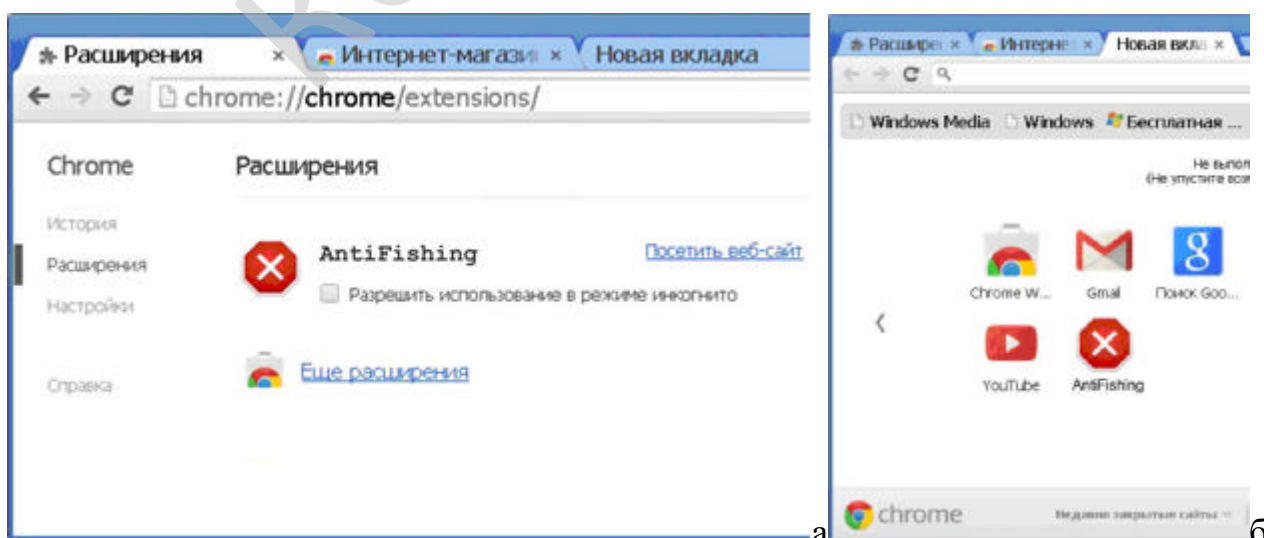 Расширения × Интернет-магази × Новая вкладка
chrome://chrome/extensions/
Chrome
Расширения
История
Расширения
Настройки
Справка
AntiFishing
Посетить веб-сайт
Разрешить использование в режиме инкогнито
Еще расширения
а
Расширен × Интерне × Новая вкла ×
Windows Media Windows Бесплатная ...
Не выпол
(Не упустите воз
Chrome W... Gmail Поиск Goo...
YouTube AntiFishing
chrome Недавно закрытые сайты
б